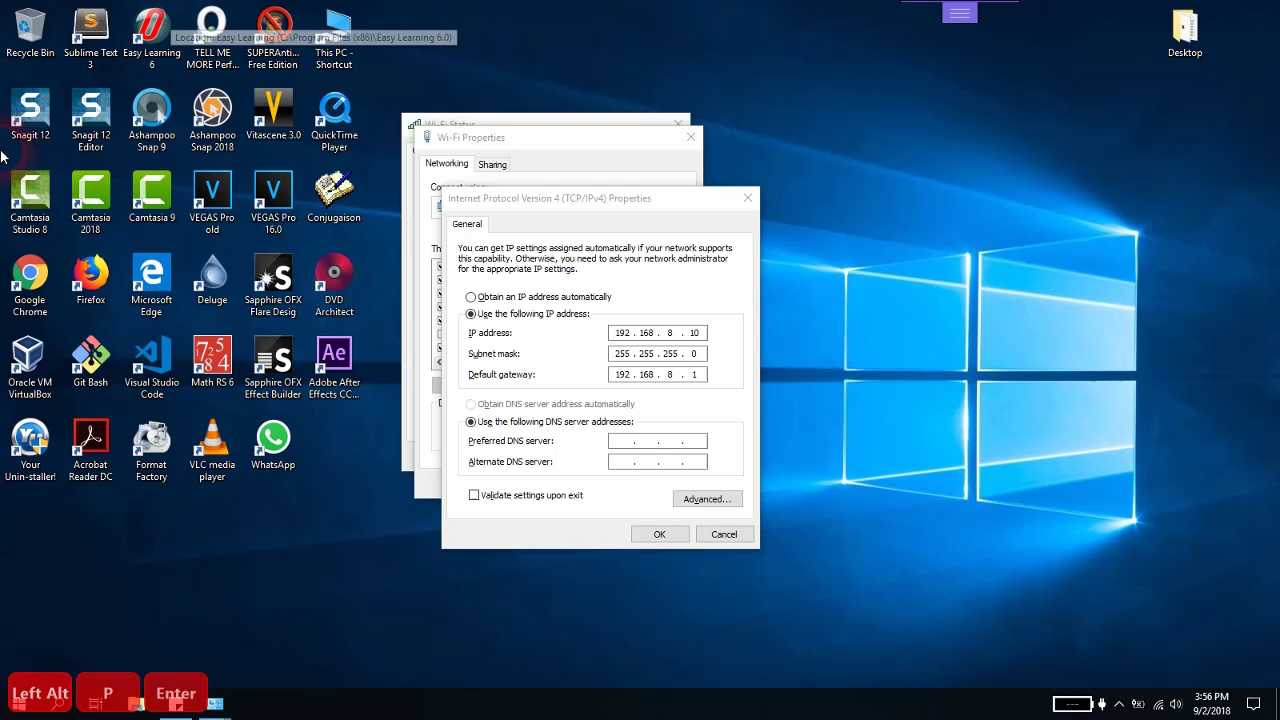 Recycle Bin
Sublime Text 3
Easy Learning 6
TELL ME MORE Perf...
SUPERAnti... Free Edition
This PC - Shortcut
Location: Easy Learning (C:\Program Files (x86)\Easy Learning 6.0)
Desktop
Snagit 12
Snagit 12 Editor
Ashampoo Snap 9
Ashampoo Snap 2018
Vitascene 3.0
QuickTime Player
Camtasia Studio 8
Camtasia 2018
Camtasia 9
VEGAS Pro old
VEGAS Pro 16.0
Conjugaison
Google Chrome
Firefox
Microsoft Edge
Deluge
Sapphire OFX Flare Desig
DVD Architect
Oracle VM VirtualBox
Git Bash
Visual Studio Code
Math RS 6
Sapphire OFX Effect Builder
Adobe After Effects CC...
Your Unin-staller!
Acrobat Reader DC
Format Factory
VLC media player
WhatsApp
Wi-Fi Status
Wi-Fi Properties
Networking
Sharing
Internet Protocol Version 4 (TCP/IPv4) Properties
General
You can get IP settings assigned automatically if your network supports
this capability. Otherwise, you need to ask your network administrator
for the appropriate IP settings.
Obtain an IP address automatically
Use the following IP address:
IP address: 192 . 168 . 8 . 10
Subnet mask: 255 . 255 . 255 . 0
Default gateway: 192 . 168 . 8 . 1
Obtain DNS server address automatically
Use the following DNS server addresses:
Preferred DNS server: . . .
Alternate DNS server: . . .
Validate settings upon exit
Advanced...
OK
Cancel
Left Alt
P
Enter
3:56 PM
9/2/2018